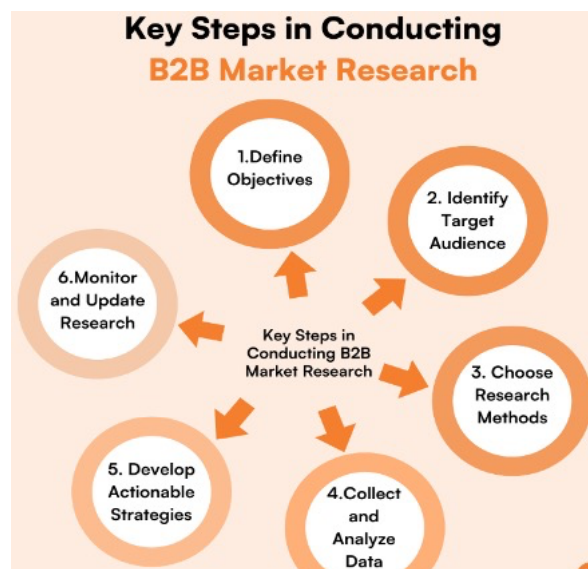 Key Steps in Conducting
B2B Market Research
1.Define
Objectives
2. Identify
Target
Audience
3. Choose
Research
Methods
4.Collect
and
Analyze
Data
5. Develop
Actionable
Strategies
6.Monitor
and Update
Research
Key Steps in
Conducting B2B
Market Research